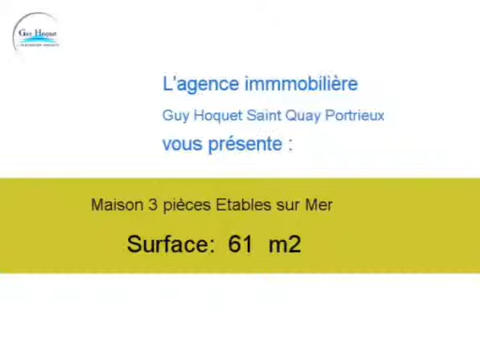 Guy Hoquet
L'agence immmobilière
Guy Hoquet Saint Quay Portrieux
vous présente :
Maison 3 pièces Etables sur Mer
Surface: 61 m2